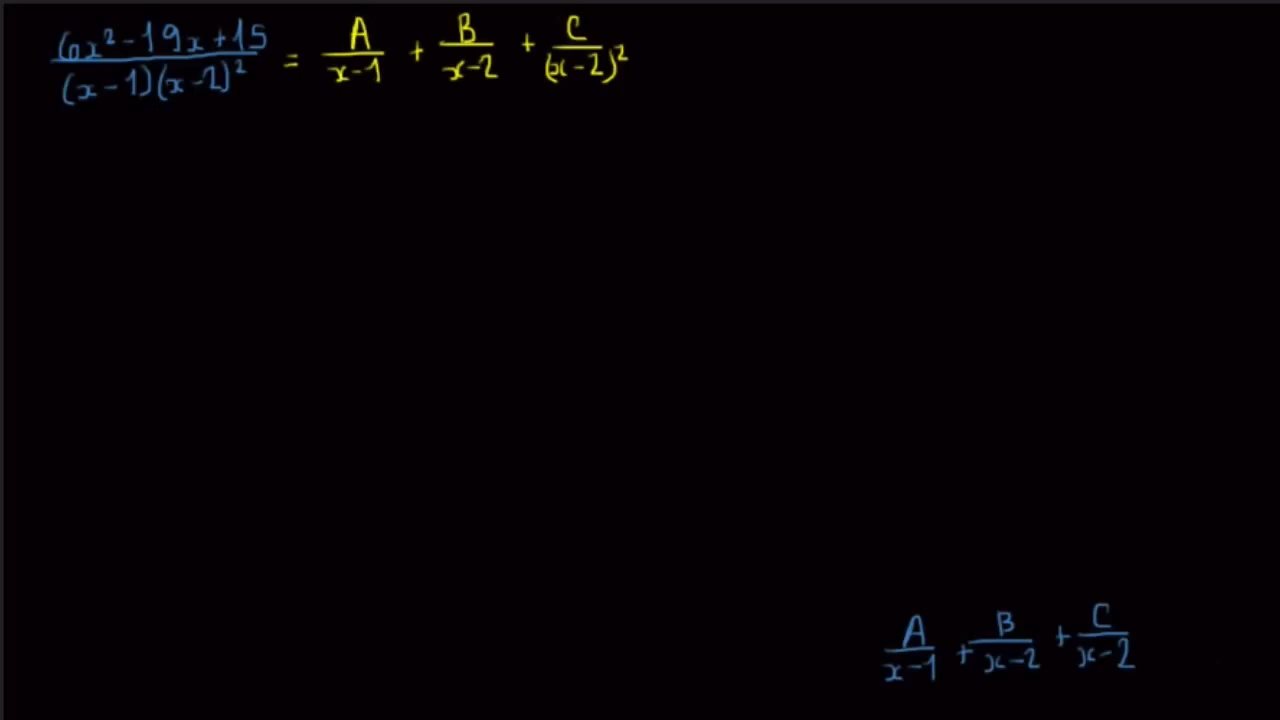 6x² - 19x + 15 / (x - 1)(x - 2)² = A / x - 1 + B / x - 2 + C / (x - 2)²
A / x - 1 + B / x - 2 + C / x - 2